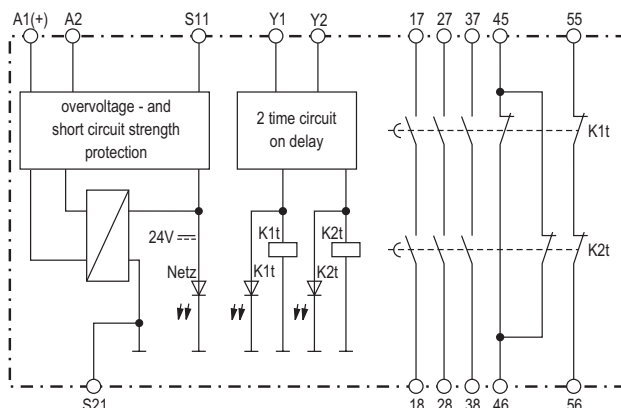 A1(+) A2 S11 Y1 Y2 17 27 37 45 55
overvoltage - and
short circuit strength
protection
2 time circuit
on delay
K1t
24V
K1t K2t
K2t
Netz K1t K2t
S21 18 28 38 46 56